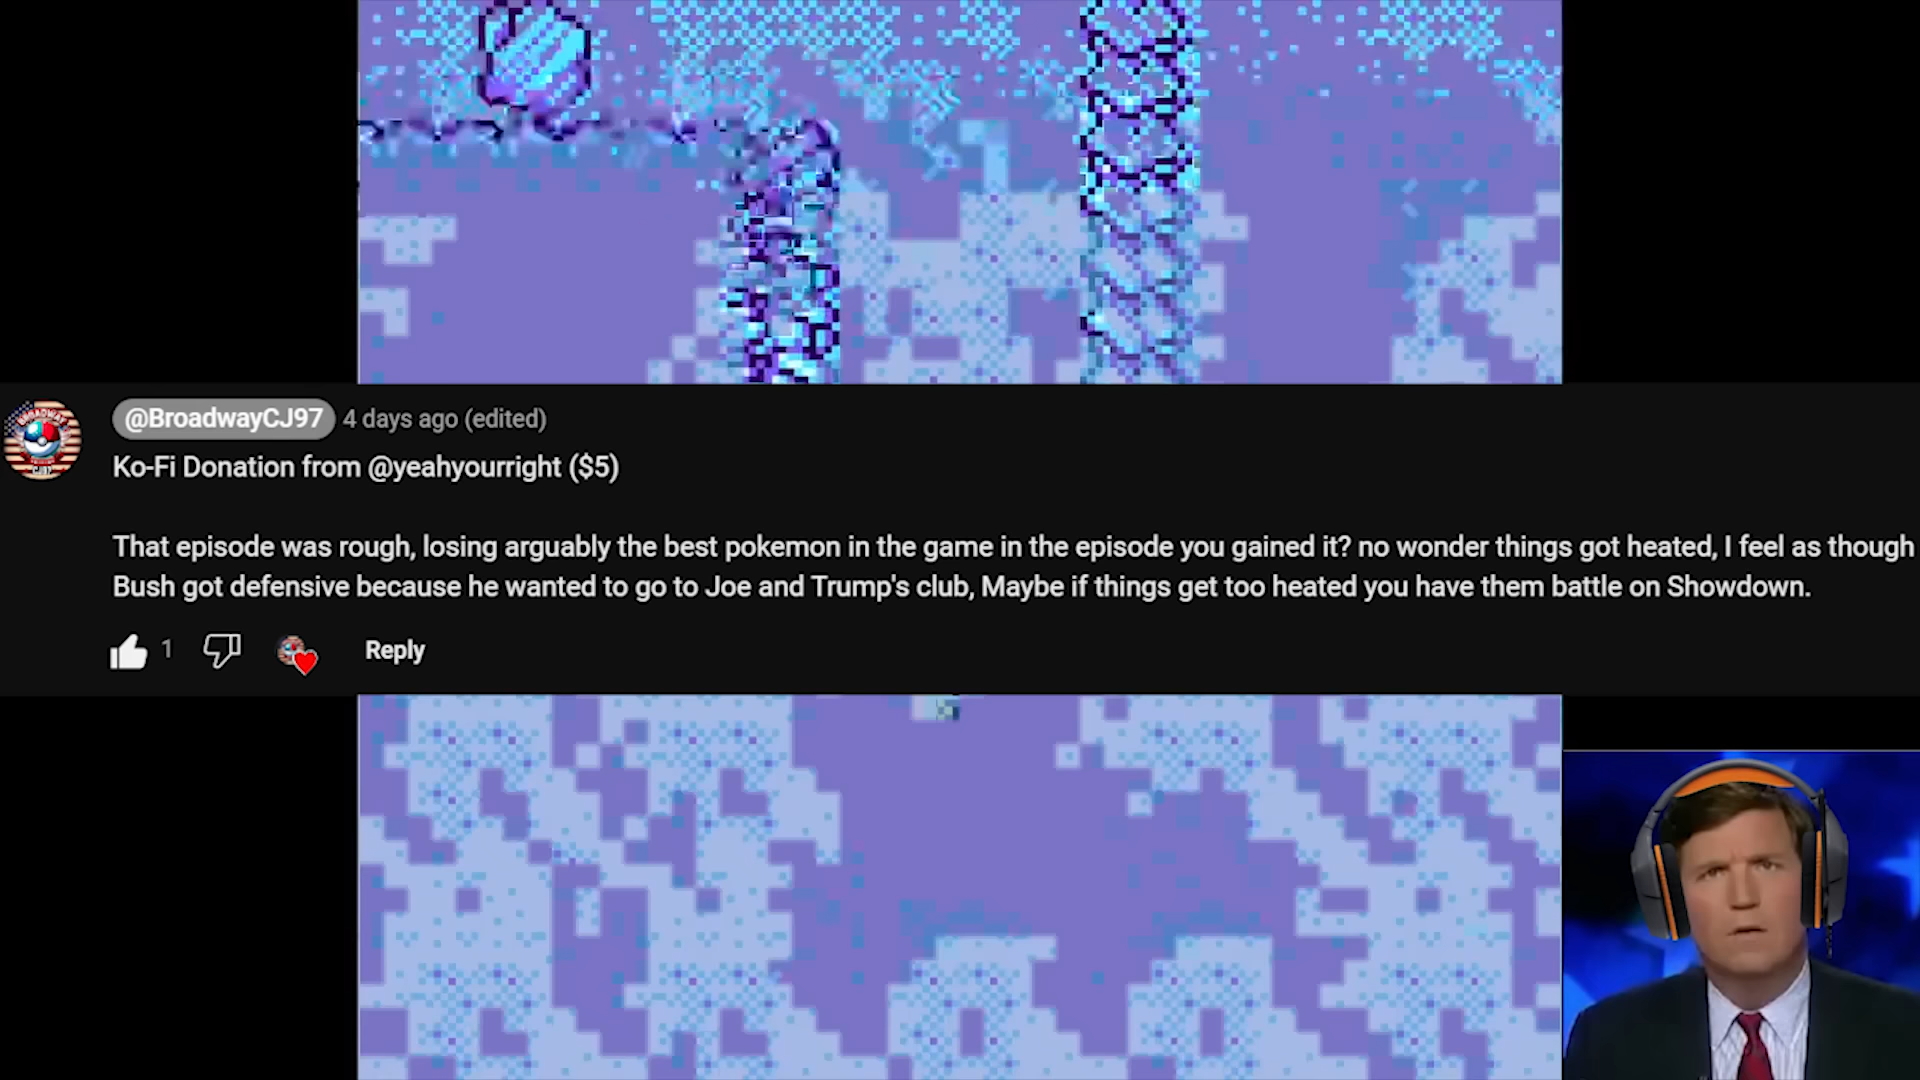 @BroadwayCJ97 4 days ago (edited)
Ko-Fi Donation from @yeahyourright ($5)
That episode was rough, losing arguably the best pokemon in the game in the episode you gained it? no wonder things got heated, I feel as though
Bush got defensive because he wanted to go to Joe and Trump's club, Maybe if things get too heated you have them battle on Showdown.
1 Reply